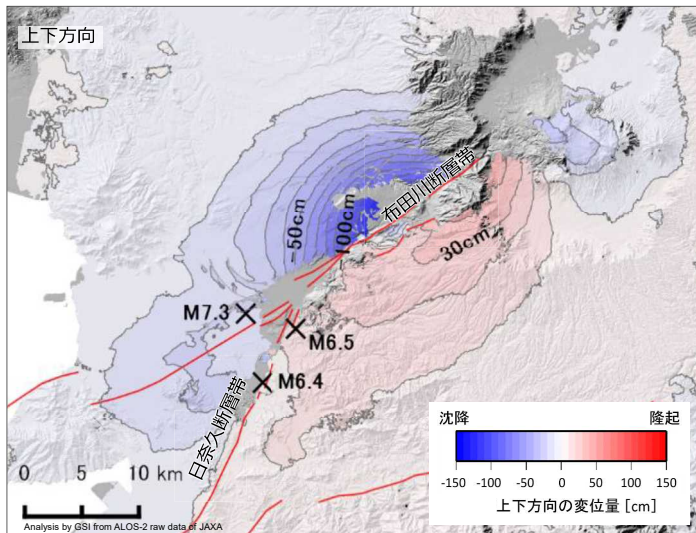 上下方向
布田川断層帯
-50cm
100cm
30cm
M7.3
M6.5
M6.4
日奈久断層帯
0 5 10 km
Analysis by GSI from ALOS-2 raw data of JAXA
沈降 隆起
-150 -100 -50 0 50 100 150
上下方向の変位量 [cm]